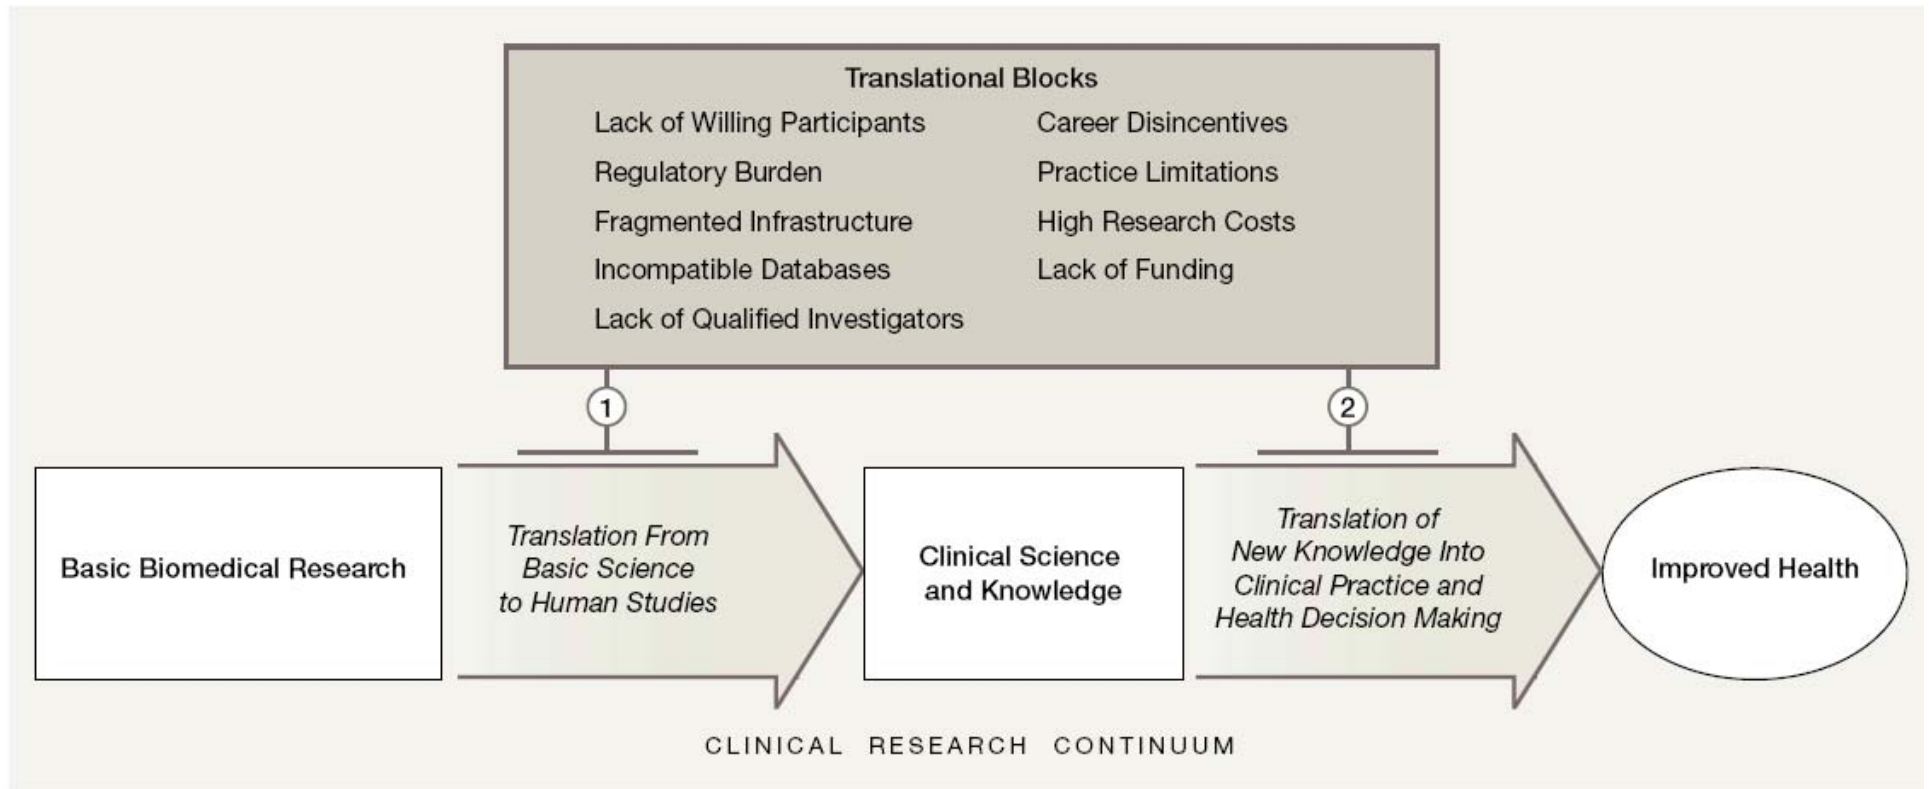 Translational Blocks
Lack of Willing Participants
Regulatory Burden
Fragmented Infrastructure
Incompatible Databases
Lack of Qualified Investigators
Career Disincentives
Practice Limitations
High Research Costs
Lack of Funding
1
2
Basic Biomedical Research
Translation From
Basic Science
to Human Studies
Clinical Science
and Knowledge
Translation of
New Knowledge Into
Clinical Practice and
Health Decision Making
Improved Health
CLINICAL RESEARCH CONTINUUM